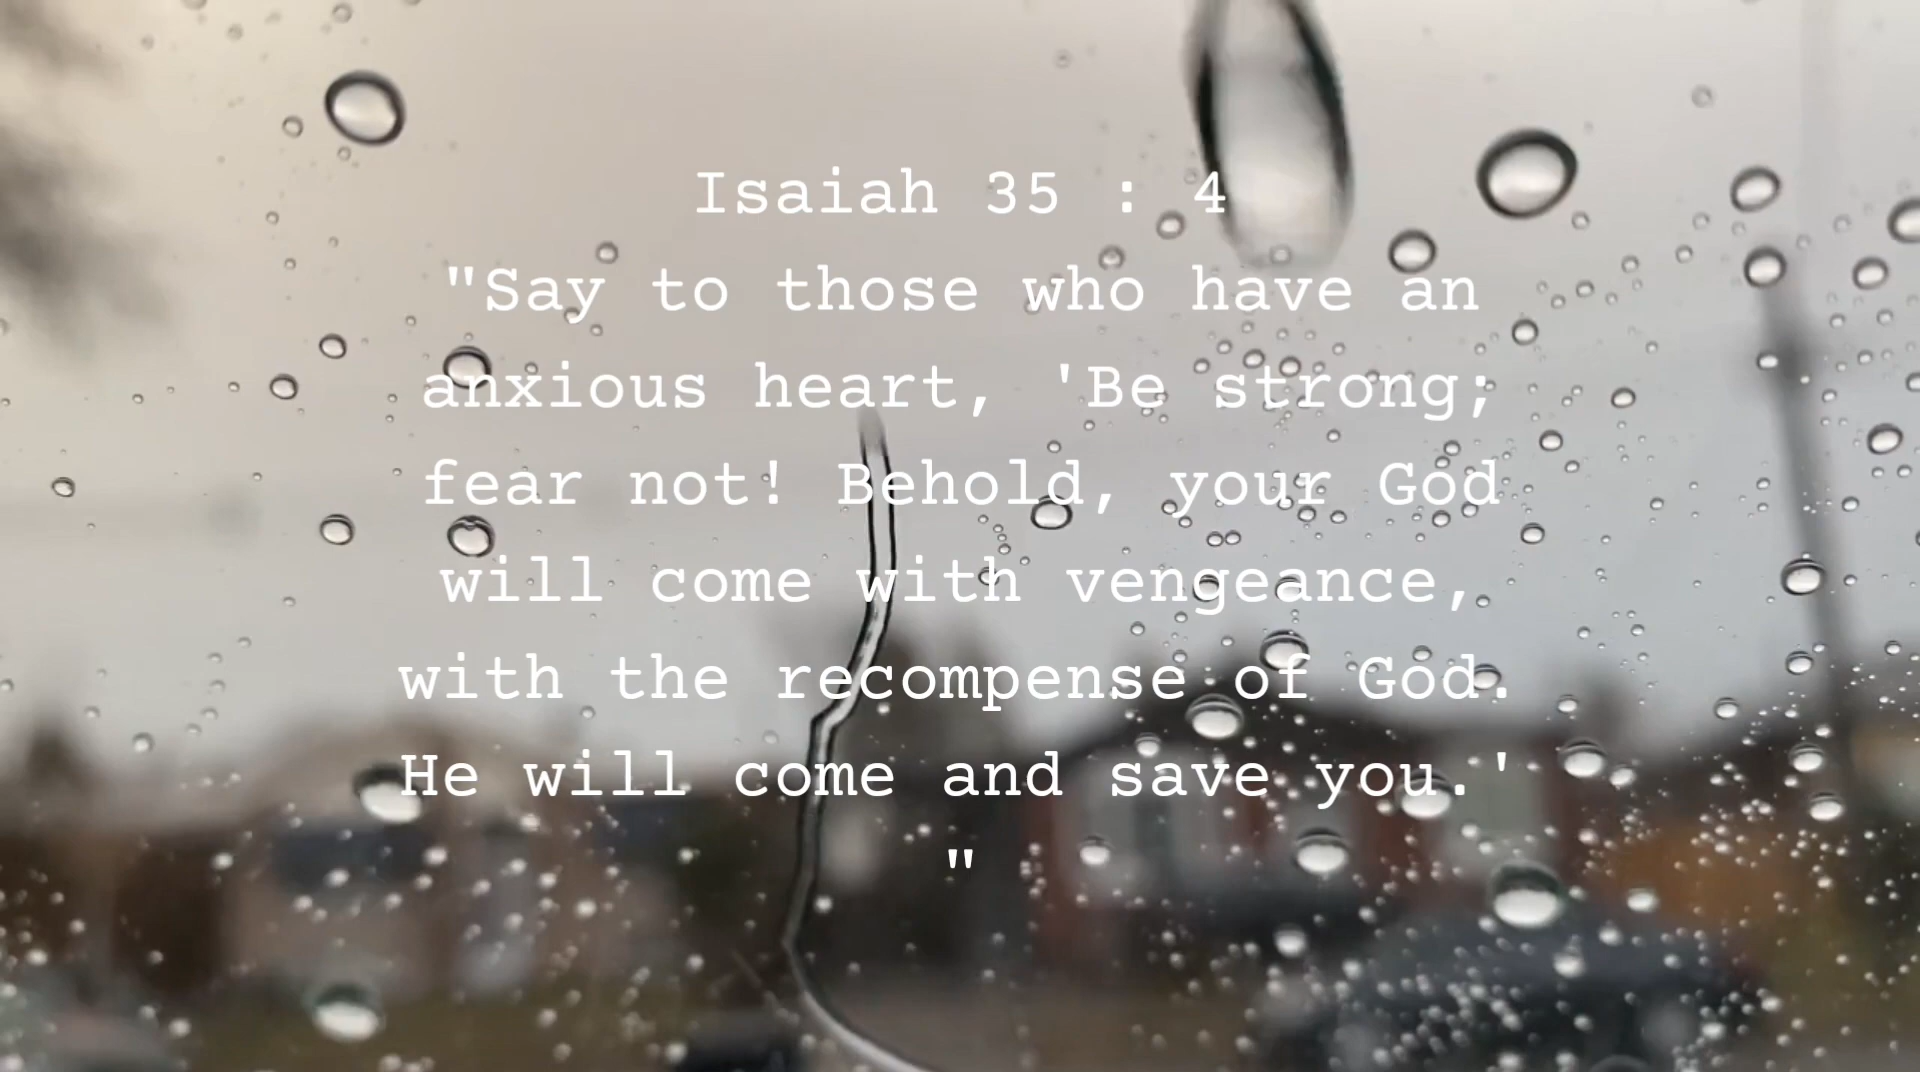 Isaiah 35 : 4
"Say to those who have an
anxious heart, 'Be strong;
fear not! Behold, your God
will come with vengeance,
with the recompense of God.
He will come and save you.'
"